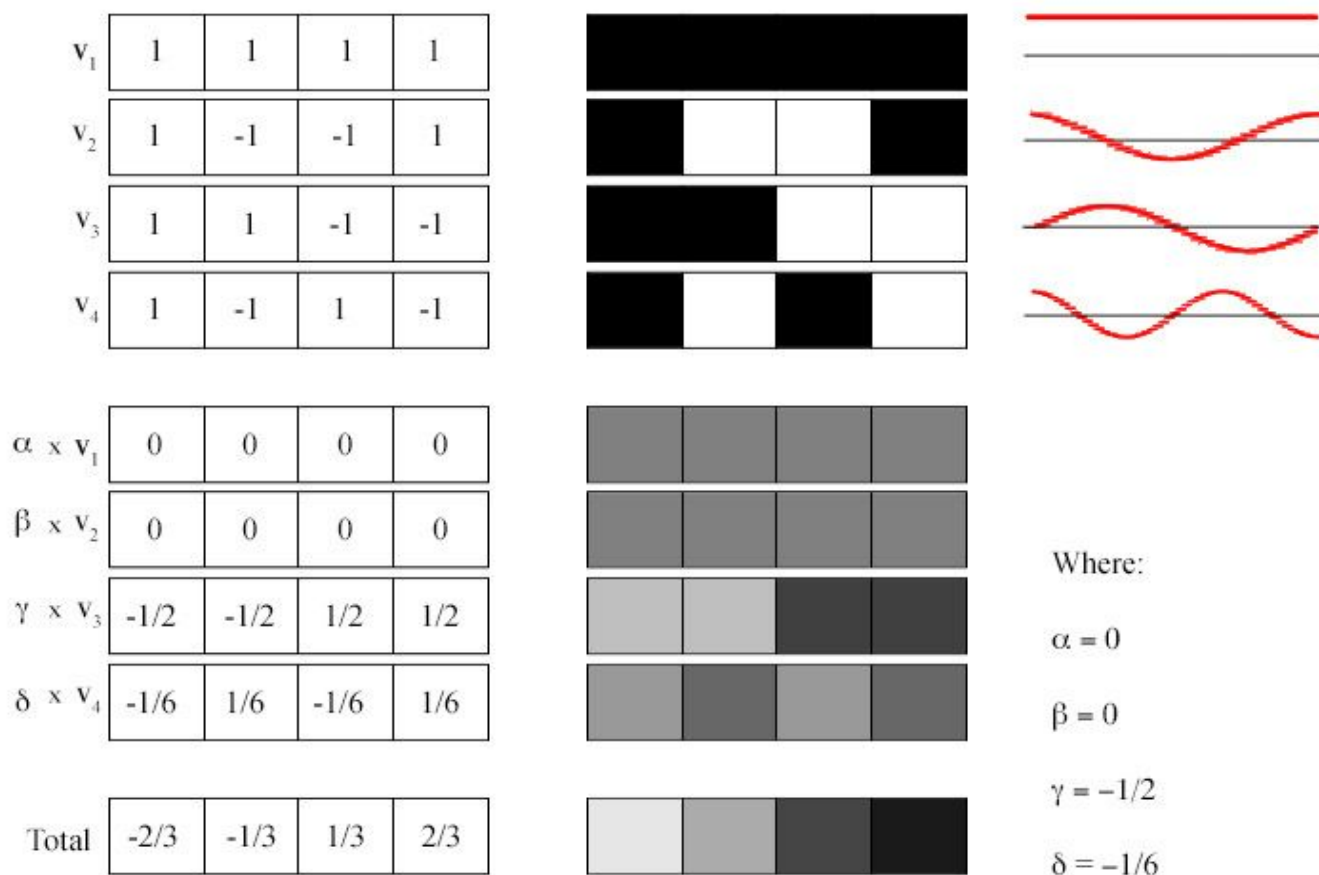 v₁ 1 1 1 1
v₂ 1 -1 -1 1
v₃ 1 1 -1 -1
v₄ 1 -1 1 -1
α x v₁ 0 0 0 0
β x v₂ 0 0 0 0
γ x v₃ -1/2 -1/2 1/2 1/2
δ x v₄ -1/6 1/6 -1/6 1/6
Total -2/3 -1/3 1/3 2/3
Where:
α = 0
β = 0
γ = −1/2
δ = −1/6